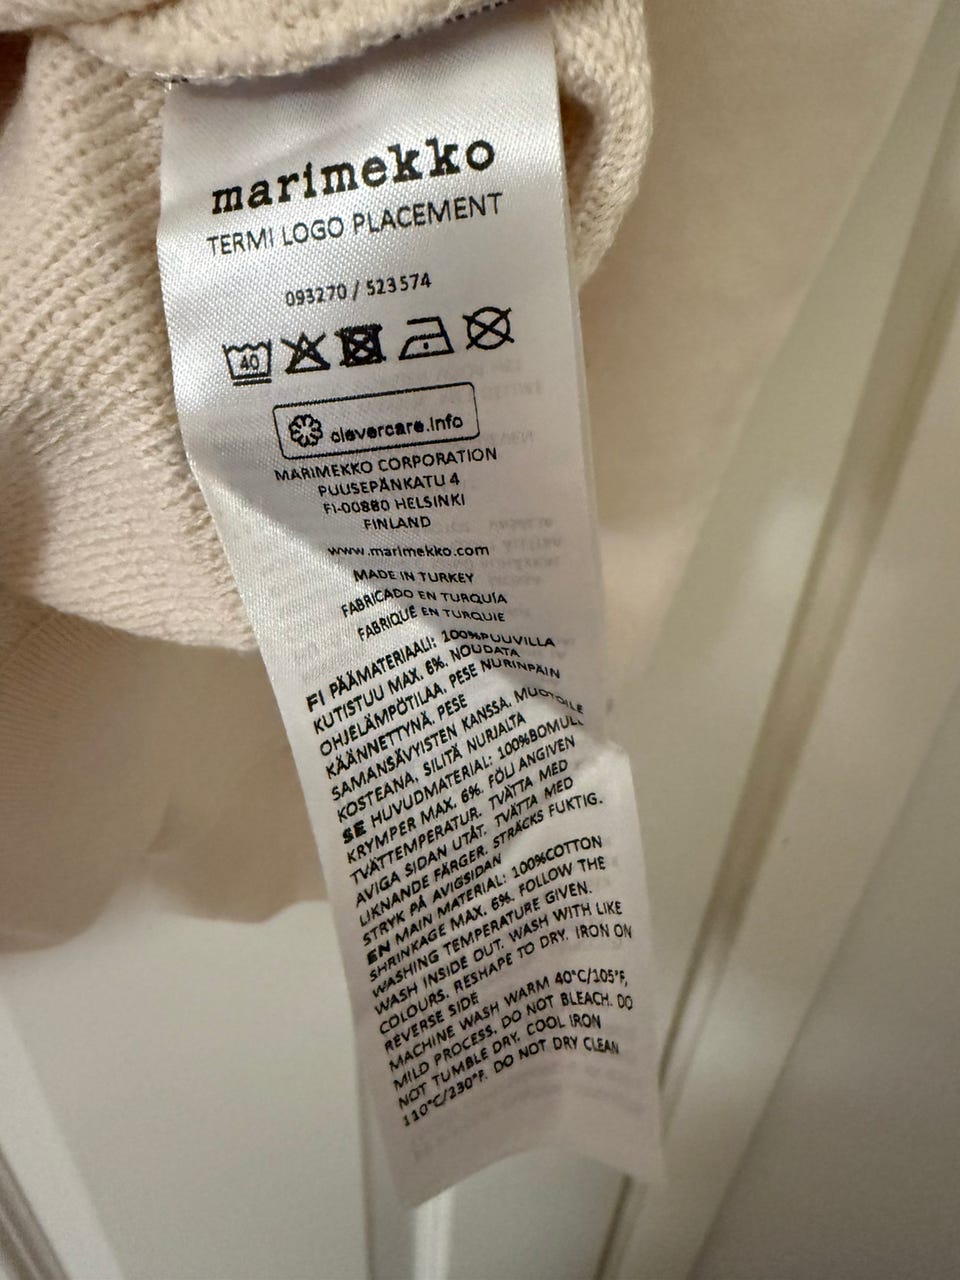 marimekko
TERMI LOGO PLACEMENT
093270 / 523574
40
clevercare.info
MARIMEKKO CORPORATION
PUUSEPÄNKATU 4
FI-00880 HELSINKI
FINLAND
www.marimekko.com
MADE IN TURKEY
FABRICADO EN TURQUÍA
FABRIQUÉ EN TURQUIE
FI PÄÄMATERIAALI: 100%PUUVILLA
KUTISTUU MAX. 6%. NOUDATA
OHJELÄMPÖTILAA. PESE NURINPÄIN
KÄÄNNETTYNÄ. PESE
SAMANSÄVYISTEN KANSSA. MUOTOILE
KOSTEANA, SILITÄ NURJALTA
SE HUVUDMATERIAL: 100%BOMULL
KRYMPER MAX. 6%. FÖLJ ANGIVEN
TVÄTTEMPERATUR. TVÄTTA MED
AVIGA SIDAN UTÅT. TVÄTTA MED
LIKNANDE FÄRGER. STRÄCKS FUKTIG.
STRYK PÅ AVIGSIDAN
EN MAIN MATERIAL: 100%COTTON
SHRINKAGE MAX. 6%. FOLLOW THE
WASHING TEMPERATURE GIVEN.
WASH INSIDE OUT. WASH WITH LIKE
COLOURS. RESHAPE TO DRY. IRON ON
REVERSE SIDE
MACHINE WASH WARM 40°C/105°F,
MILD PROCESS. DO NOT BLEACH. DO
NOT TUMBLE DRY. COOL IRON
110°C/230°F. DO NOT DRY CLEAN